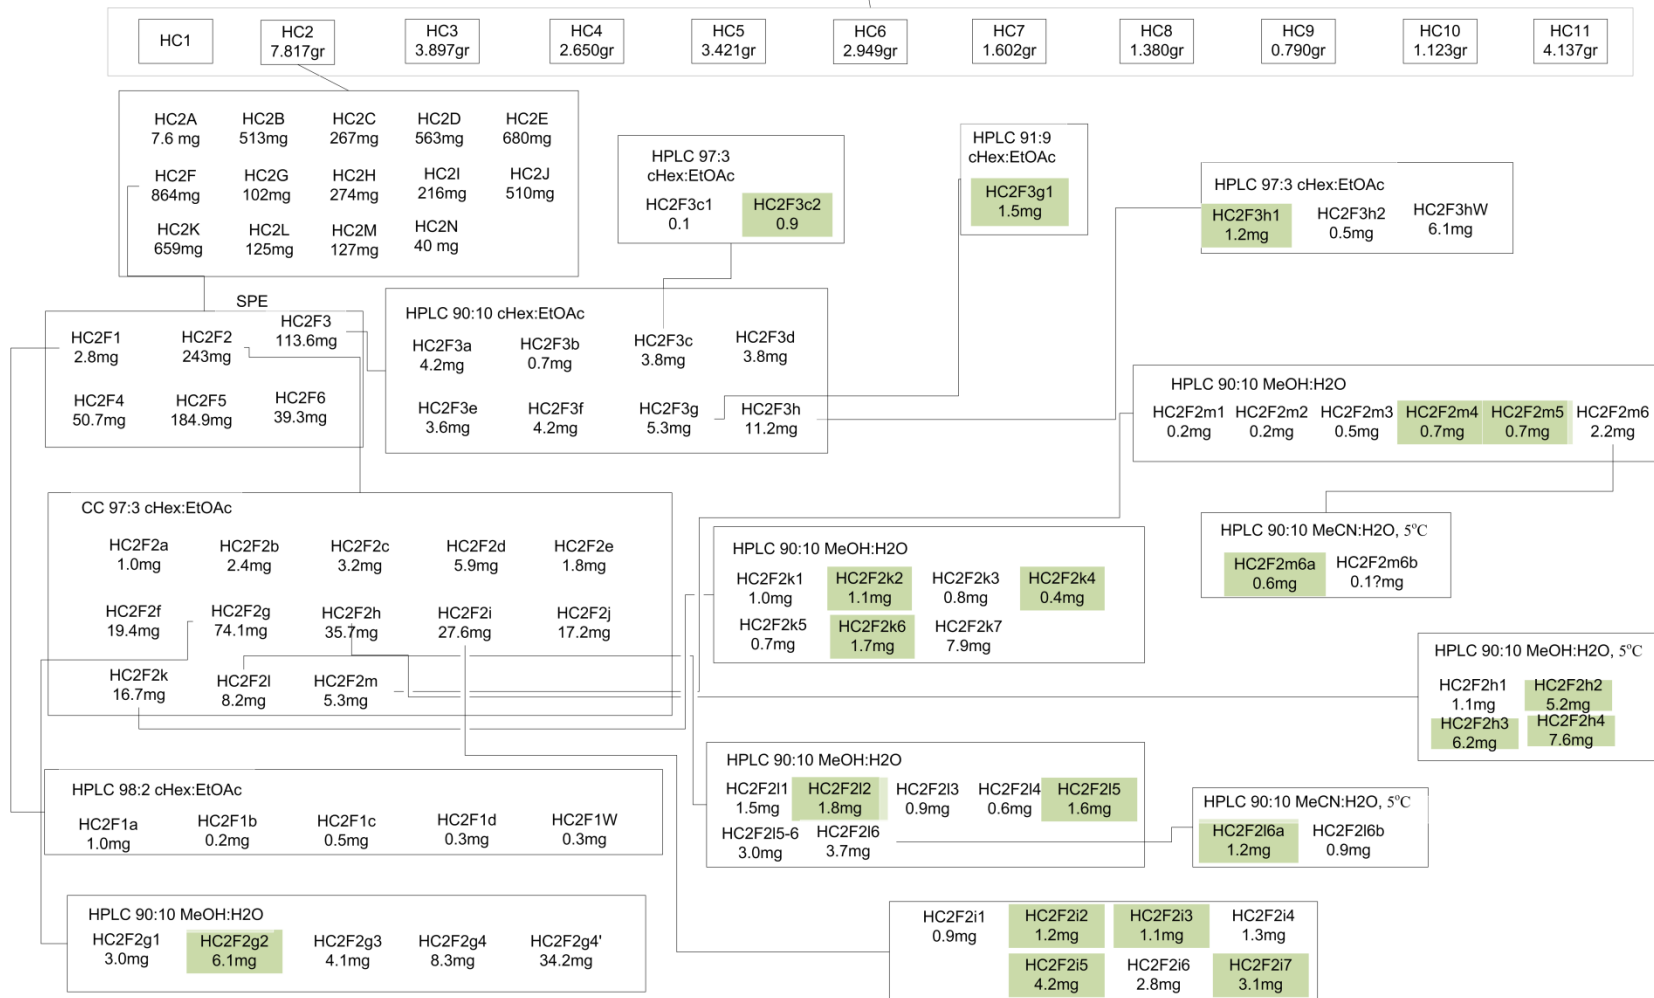 HC1
HC2
7.817gr
HC3
3.897gr
HC4
2.650gr
HC5
3.421gr
HC6
2.949gr
HC7
1.602gr
HC8
1.380gr
HC9
0.790gr
HC10
1.123gr
HC11
4.137gr
HC2A
7.6 mg
HC2B
513mg
HC2C
267mg
HC2D
563mg
HC2E
680mg
HC2F
864mg
HC2G
102mg
HC2H
274mg
HC2I
216mg
HC2J
510mg
HC2K
659mg
HC2L
125mg
HC2M
127mg
HC2N
40 mg
HPLC 97:3
cHex:EtOAc
HC2F3c1
0.1
HC2F3c2
0.9
HPLC 91:9
cHex:EtOAc
HC2F3g1
1.5mg
HPLC 97:3 cHex:EtOAc
HC2F3h1
1.2mg
HC2F3h2
0.5mg
HC2F3hW
6.1mg
SPE
HC2F1
2.8mg
HC2F2
243mg
HC2F3
113.6mg
HC2F4
50.7mg
HC2F5
184.9mg
HC2F6
39.3mg
HPLC 90:10 cHex:EtOAc
HC2F3a
4.2mg
HC2F3b
0.7mg
HC2F3c
3.8mg
HC2F3d
3.8mg
HC2F3e
3.6mg
HC2F3f
4.2mg
HC2F3g
5.3mg
HC2F3h
11.2mg
HPLC 90:10 MeOH:H2O
HC2F2m1
0.2mg
HC2F2m2
0.2mg
HC2F2m3
0.5mg
HC2F2m4
0.7mg
HC2F2m5
0.7mg
HC2F2m6
2.2mg
CC 97:3 cHex:EtOAc
HC2F2a
1.0mg
HC2F2b
2.4mg
HC2F2c
3.2mg
HC2F2d
5.9mg
HC2F2e
1.8mg
HC2F2f
19.4mg
HC2F2g
74.1mg
HC2F2h
35.7mg
HC2F2i
27.6mg
HC2F2j
17.2mg
HC2F2k
16.7mg
HC2F2l
8.2mg
HC2F2m
5.3mg
HPLC 90:10 MeOH:H2O
HC2F2k1
1.0mg
HC2F2k2
1.1mg
HC2F2k3
0.8mg
HC2F2k4
0.4mg
HC2F2k5
0.7mg
HC2F2k6
1.7mg
HC2F2k7
7.9mg
HPLC 90:10 MeCN:H2O, 5°C
HC2F2m6a
0.6mg
HC2F2m6b
0.1?mg
HPLC 90:10 MeOH:H2O, 5°C
HC2F2h1
1.1mg
HC2F2h2
5.2mg
HC2F2h3
6.2mg
HC2F2h4
7.6mg
HPLC 98:2 cHex:EtOAc
HC2F1a
1.0mg
HC2F1b
0.2mg
HC2F1c
0.5mg
HC2F1d
0.3mg
HC2F1W
0.3mg
HPLC 90:10 MeOH:H2O
HC2F2l1
1.5mg
HC2F2l2
1.8mg
HC2F2l3
0.9mg
HC2F2l4
0.6mg
HC2F2l5
1.6mg
HC2F2l5-6
3.0mg
HC2F2l6
3.7mg
HPLC 90:10 MeCN:H2O, 5°C
HC2F2l6a
1.2mg
HC2F2l6b
0.9mg
HPLC 90:10 MeOH:H2O
HC2F2g1
3.0mg
HC2F2g2
6.1mg
HC2F2g3
4.1mg
HC2F2g4
8.3mg
HC2F2g4'
34.2mg
HC2F2i1
0.9mg
HC2F2i2
1.2mg
HC2F2i3
1.1mg
HC2F2i4
1.3mg
HC2F2i5
4.2mg
HC2F2i6
2.8mg
HC2F2i7
3.1mg